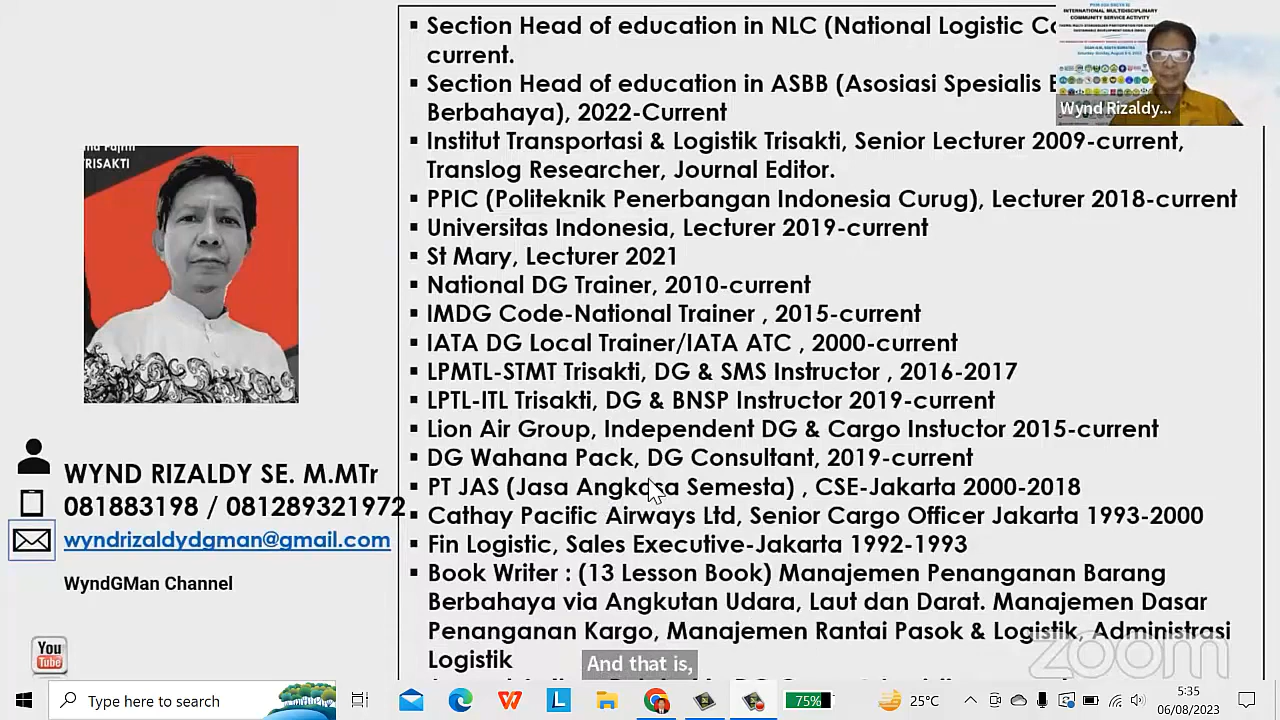 Section Head of education in NLC (National Logistic
current.
Section Head of education in ASBB (Asosiasi Spesialis
Berbahaya), 2022-Current
Institut Transportasi & Logistik Trisakti, Senior Lecturer 2009-current,
Translog Researcher, Journal Editor.
PPIC (Politeknik Penerbangan Indonesia Curug), Lecturer 2018-current
Universitas Indonesia, Lecturer 2019-current
St Mary, Lecturer 2021
National DG Trainer, 2010-current
IMDG Code-National Trainer , 2015-current
IATA DG Local Trainer/IATA ATC , 2000-current
LPMTL-STMT Trisakti, DG & SMS Instructor , 2016-2017
LPTL-ITL Trisakti, DG & BNSP Instructor 2019-current
Lion Air Group, Independent DG & Cargo Instuctor 2015-current
DG Wahana Pack, DG Consultant, 2019-current
PT JAS (Jasa Angkasa Semesta) , CSE-Jakarta 2000-2018
Cathay Pacific Airways Ltd, Senior Cargo Officer Jakarta 1993-2000
Fin Logistic, Sales Executive-Jakarta 1992-1993
Book Writer : (13 Lesson Book) Manajemen Penanganan Barang
Berbahaya via Angkutan Udara, Laut dan Darat. Manajemen Dasar
Penanganan Kargo, Manajemen Rantai Pasok & Logistik, Administrasi
Logistik
INTERNATIONAL MULTIDISCIPLINARY
COMMUNITY SERVICE ACTIVITY
Wynd Rizaldy...
TRISAKTI
WYND RIZALDY SE. M.MTr
081883198 / 081289321972
wyndrizaldydgman@gmail.com
WyndGMan Channel
You
Tube
And that is,
zoom
Type here to search
75%
25°C
5:35
06/08/2023